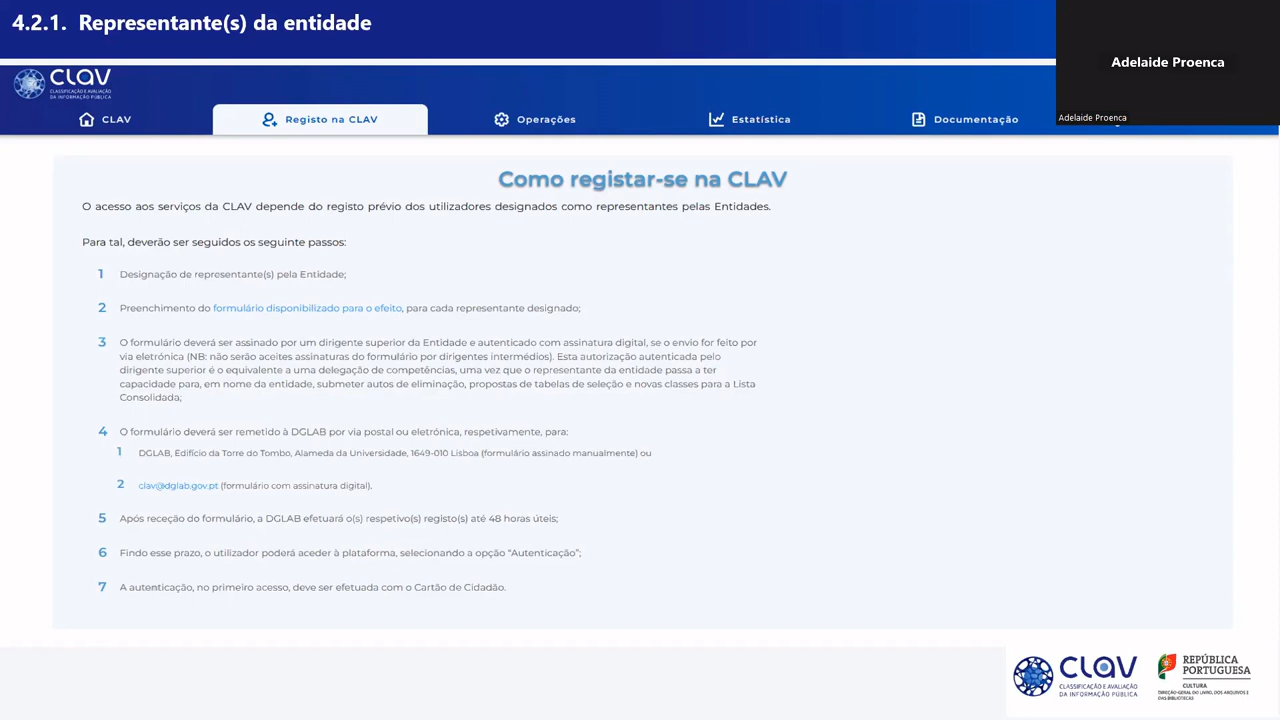 4.2.1. Representante(s) da entidade
Adelaide Proença
Adelaide Proenca
CLAV
CLASSIFICAÇÃO E AVALIAÇÃO
DA INFORMAÇÃO PÚBLICA
CLAV
Registo na CLAV
Operações
Estatística
Documentação
Como registar-se na CLAV
O acesso aos serviços da CLAV depende do registo prévio dos utilizadores designados como representantes pelas Entidades.
Para tal, deverão ser seguidos os seguinte passos:
1 Designação de representante(s) pela Entidade;
2 Preenchimento do formulário disponibilizado para o efeito, para cada representante designado;
3 O formulário deverá ser assinado por um dirigente superior da Entidade e autenticado com assinatura digital, se o envio for feito por
via eletrónica (NB: não serão aceites assinaturas do formulário por dirigentes intermédios). Esta autorização autenticada pelo
dirigente superior é o equivalente a uma delegação de competências, uma vez que o representante da entidade passa a ter
capacidade para, em nome da entidade, submeter autos de eliminação, propostas de tabelas de seleção e novas classes para a Lista
Consolidada;
4 O formulário deverá ser remetido à DGLAB por via postal ou eletrónica, respetivamente, para:
1 DGLAB, Edifício da Torre do Tombo, Alameda da Universidade, 1649-010 Lisboa (formulário assinado manualmente) ou
2 clav@dglab.gov.pt (formulário com assinatura digital).
5 Após receção do formulário, a DGLAB efetuará o(s) respetivo(s) registo(s) até 48 horas úteis;
6 Findo esse prazo, o utilizador poderá aceder à plataforma, selecionando a opção “Autenticação”;
7 A autenticação, no primeiro acesso, deve ser efetuada com o Cartão de Cidadão.
CLAV
CLASSIFICAÇÃO E AVALIAÇÃO
DA INFORMAÇÃO PÚBLICA
REPÚBLICA
PORTUGUESA
CULTURA
DIREÇÃO-GERAL DO LIVRO, DOS ARQUIVOS E
DAS BIBLIOTECAS